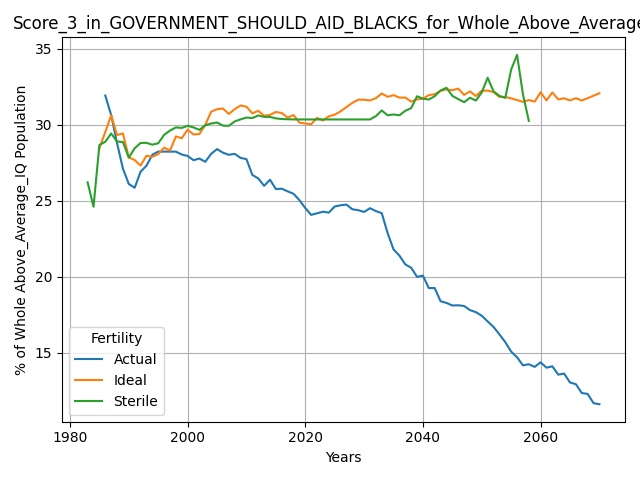 Score_3_in_GOVERNMENT_SHOULD_AID_BLACKS_for_Whole_Above_Average
35
30
25
20
15
% of Whole Above_Average_IQ Population
Fertility
Actual
Ideal
Sterile
1980 2000 2020 2040 2060
Years